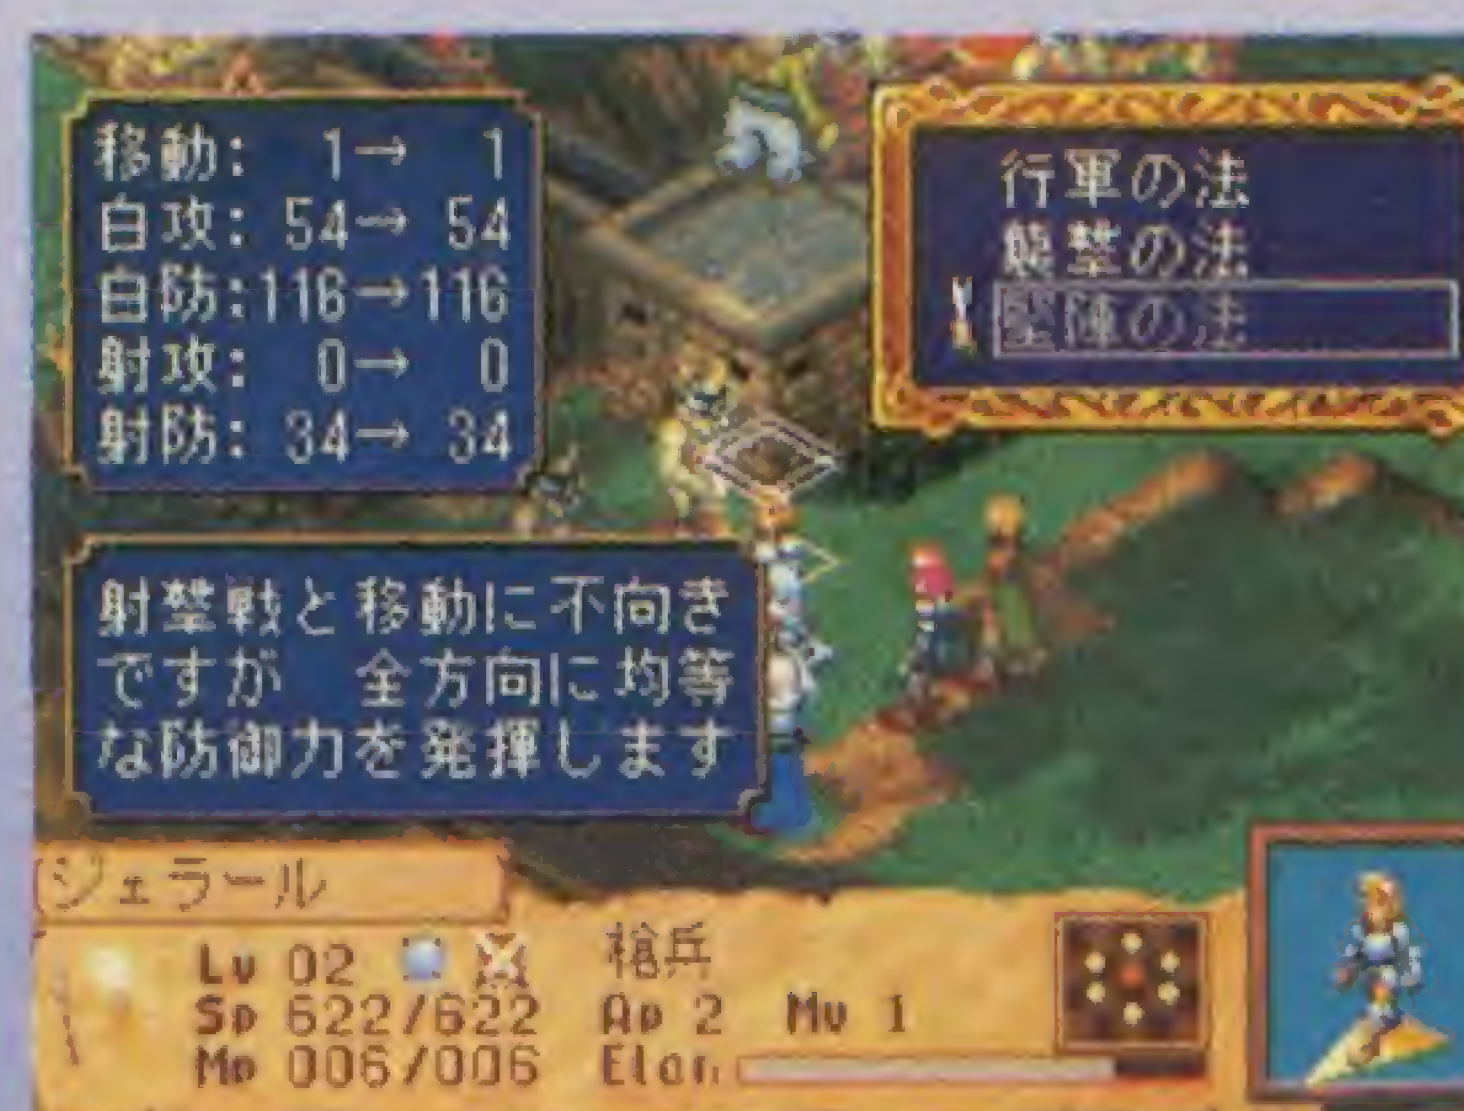 移動: 1→ 1
自攻: 54→ 54
自防:116→116
射攻: 0→ 0
射防: 34→ 34
行軍の法
襲撃の法
堅陣の法
射撃戦と移動に不向き
ですが 全方向に均等
な防御力を発揮します
ジェラール
Lv 02
槍兵
Sp 622/622
Ap 2 Mv 1
Mp 006/006
Elan